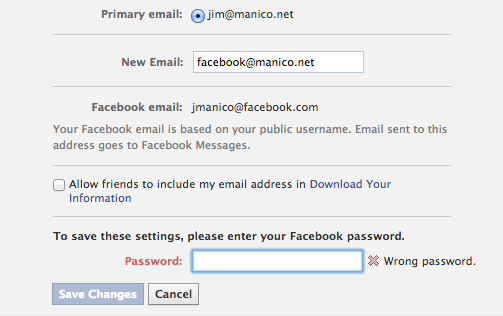 Primary email: jim@manico.net
New Email: facebook@manico.net
Facebook email: jmanico@facebook.com
Your Facebook email is based on your public username. Email sent to this
address goes to Facebook Messages.
Allow friends to include my email address in Download Your
Information
To save these settings, please enter your Facebook password.
Password: Wrong password.
Save Changes Cancel